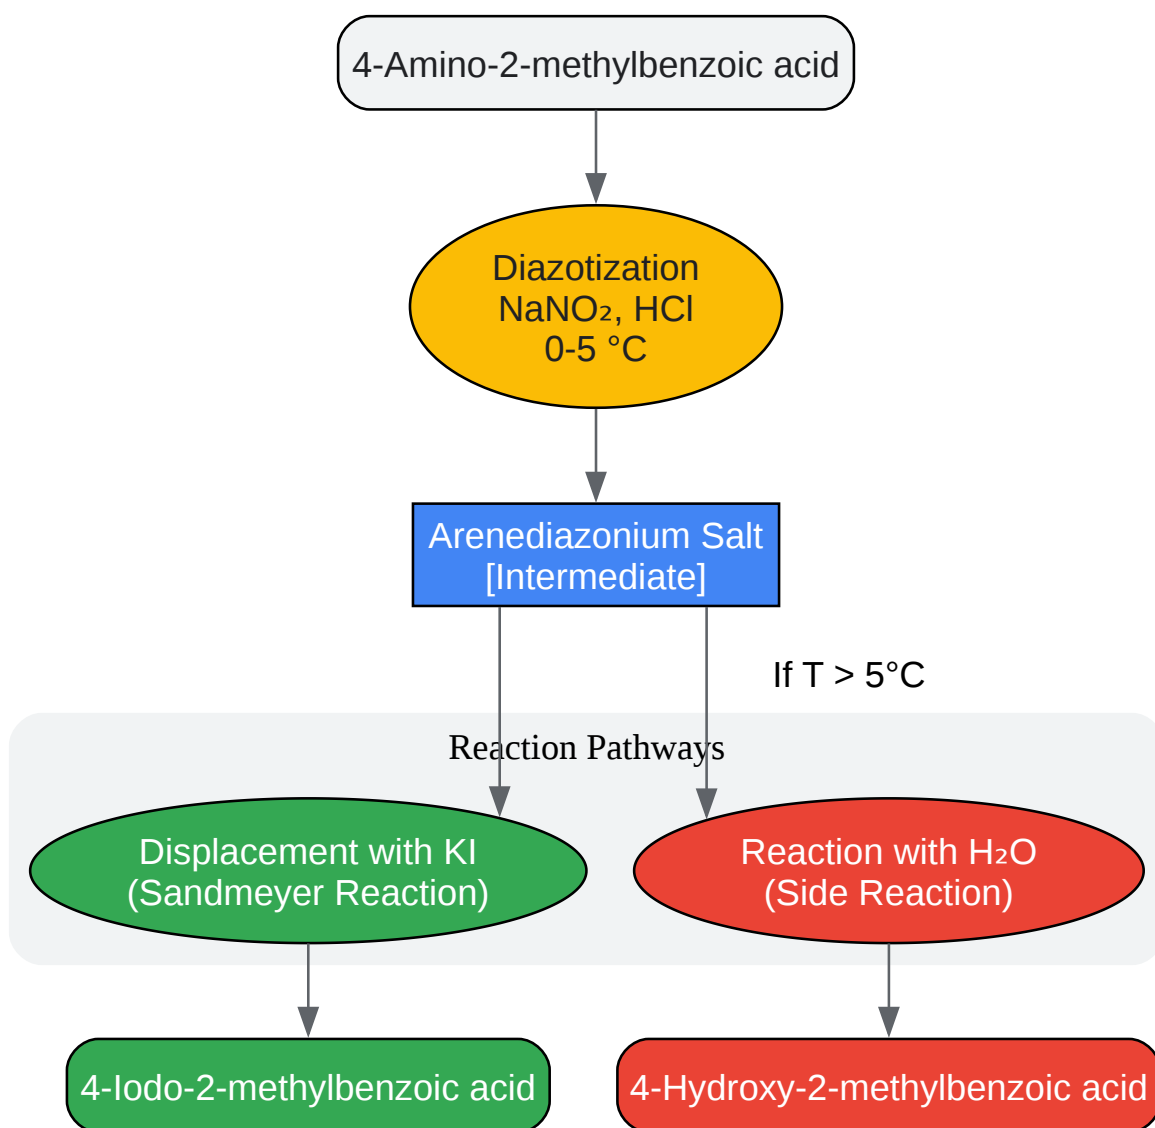 4-Amino-2-methylbenzoic acid
Diazotization
NaNO₂, HCl
0-5 °C
Arenediazonium Salt
[Intermediate]
If T > 5°C
Reaction Pathways
Displacement with KI
(Sandmeyer Reaction)
Reaction with H₂O
(Side Reaction)
4-Iodo-2-methylbenzoic acid
4-Hydroxy-2-methylbenzoic acid